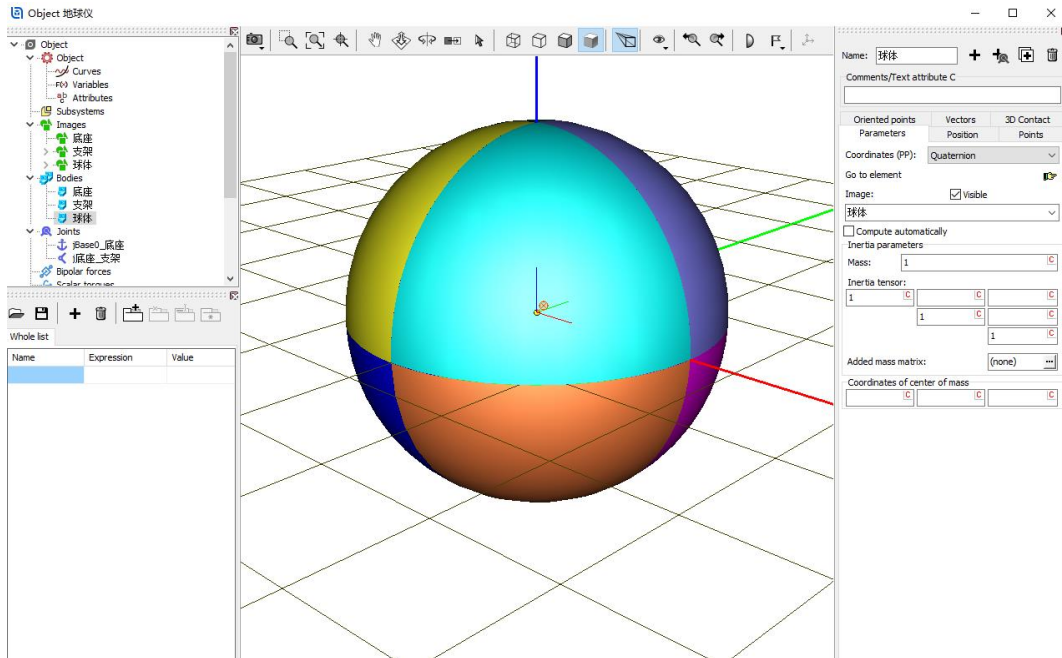 Object 地球仪
Object
Object
Curves
F(x) Variables
Attributes
Subsystems
Images
底座
支架
球体
Bodies
底座
支架
球体
Joints
jBase0_底座
j底座_支架
Bipolar forces
Scalar torques
Whole list
Name Expression Value
Name: 球体
Comments/Text attribute C
Oriented points Vectors 3D Contact
Parameters Position Points
Coordinates (PP): Quaternion
Go to element
Image: Visible
球体
Compute automatically
Inertia parameters
Mass: 1 C
Inertia tensor:
1 C C C
1 C C
1 C
Added mass matrix: (none) ...
Coordinates of center of mass
C C C